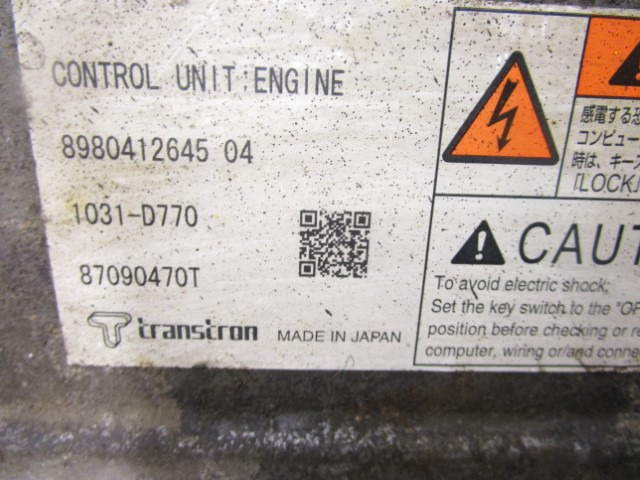 CONTROL UNIT:ENGINE
8980412645 04
1031-D770
87090470T
transtron MADE IN JAPAN
感電する
コンピュー
時は、キー
「LOCK/
CAUT
To avoid electric shock;
Set the key switch to the "OF
position before checking or re
computer, wiring or/and conne